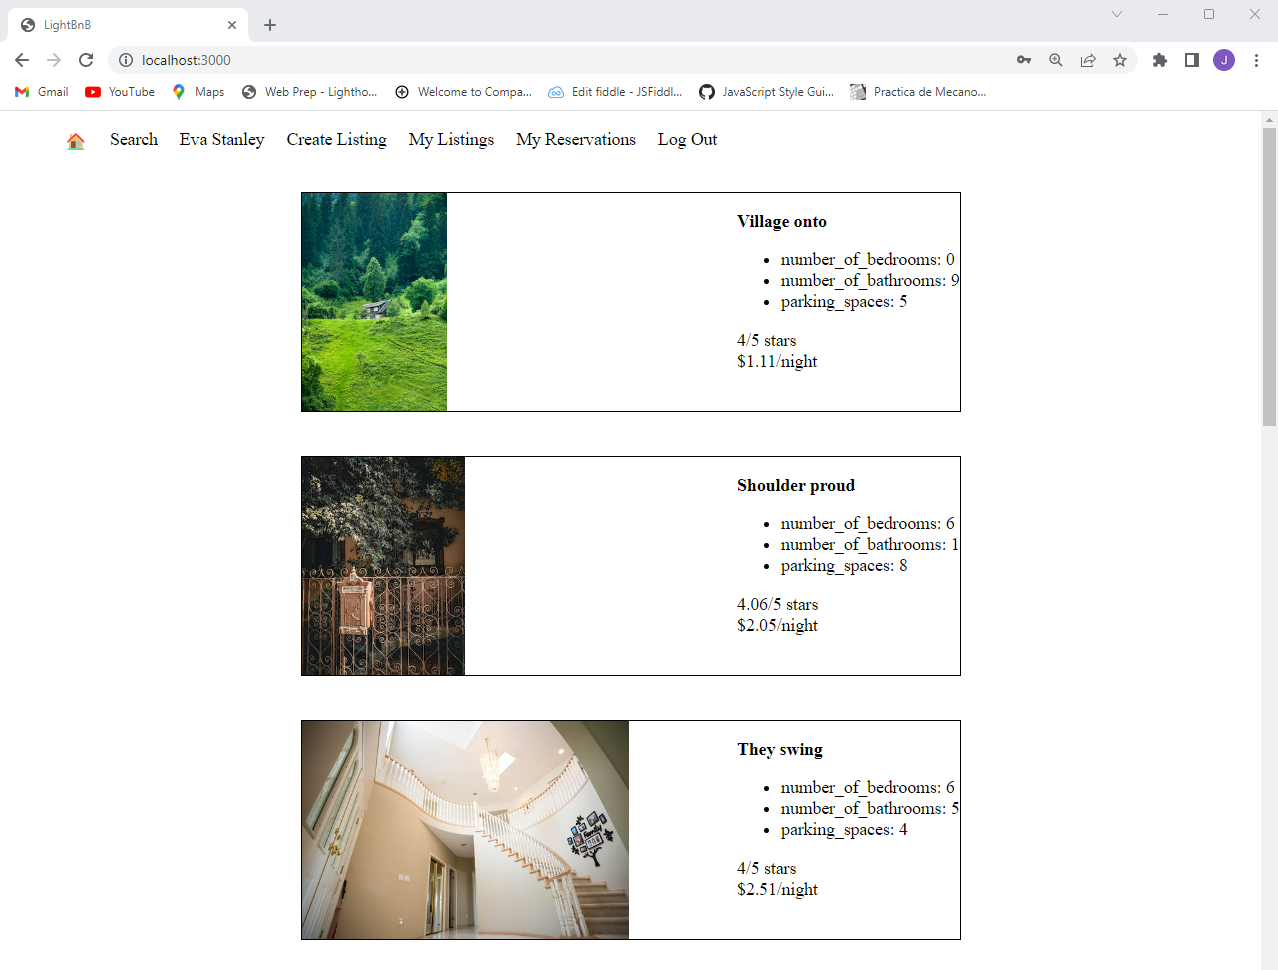 LightBnB
localhost:3000
J
Gmail YouTube Maps Web Prep - Lightho... Welcome to Compa... Edit fiddle - JSFiddl... JavaScript Style Gui... Practica de Mecano...
Search Eva Stanley Create Listing My Listings My Reservations Log Out
Village onto
number_of_bedrooms: 0
number_of_bathrooms: 9
parking_spaces: 5
4/5 stars
$1.11/night
Shoulder proud
number_of_bedrooms: 6
number_of_bathrooms: 1
parking_spaces: 8
4.06/5 stars
$2.05/night
They swing
number_of_bedrooms: 6
number_of_bathrooms: 5
parking_spaces: 4
4/5 stars
$2.51/night
family